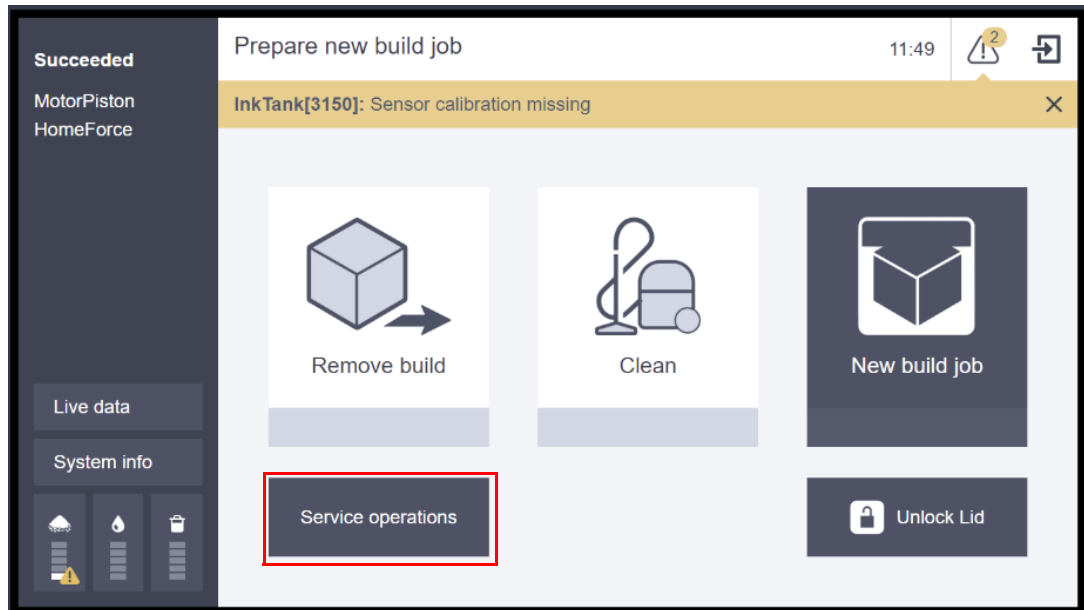 Succeeded
MotorPiston
HomeForce
Live data
System info
Prepare new build job
11:49
2
InkTank[3150]: Sensor calibration missing
Remove build
Clean
New build job
Service operations
Unlock Lid